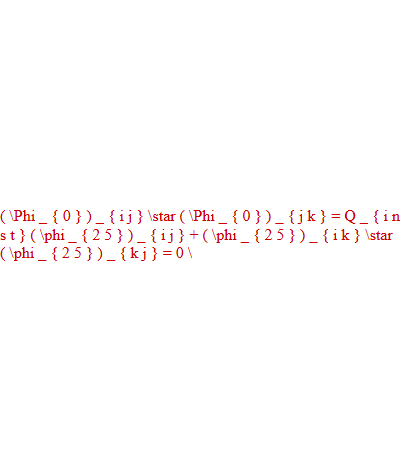 ( \Phi _ { 0 } ) _ { i j } \star ( \Phi _ { 0 } ) _ { j k } = Q _ { i n
s t } ( \phi _ { 2 5 } ) _ { i j } + ( \phi _ { 2 5 } ) _ { i k } \star
( \phi _ { 2 5 } ) _ { k j } = 0 \